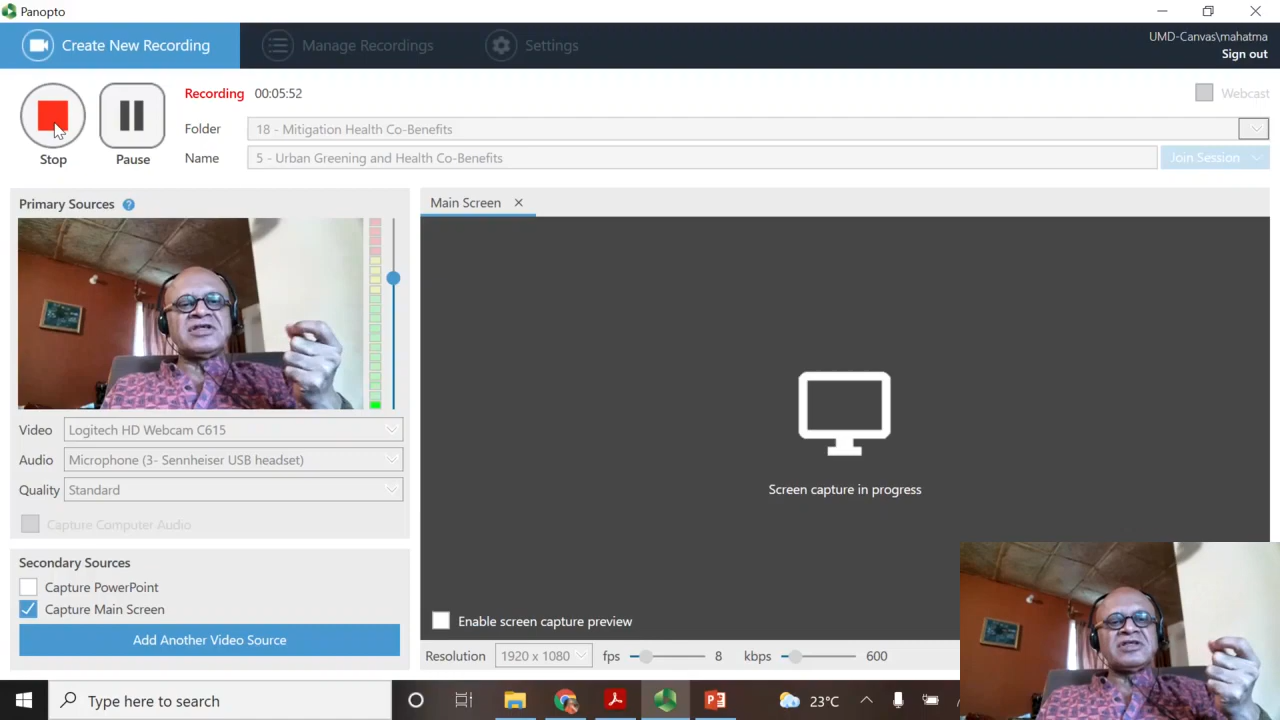 Panopto
Create New Recording
Manage Recordings
Settings
UMD-Canvas\mahatma
Sign out
Recording 00:05:52
Webcast
Folder 18 - Mitigation Health Co-Benefits
Stop
Pause
Name 5 - Urban Greening and Health Co-Benefits Join Session
Primary Sources ?
Main Screen
Video Logitech HD Webcam C615
Audio Microphone (3- Sennheiser USB headset)
Quality Standard
Capture Computer Audio
Screen capture in progress
Secondary Sources
Capture PowerPoint
Capture Main Screen
Add Another Video Source
Enable screen capture preview
Resolution 1920 x 1080 fps 8 kbps 600
Type here to search
23°C